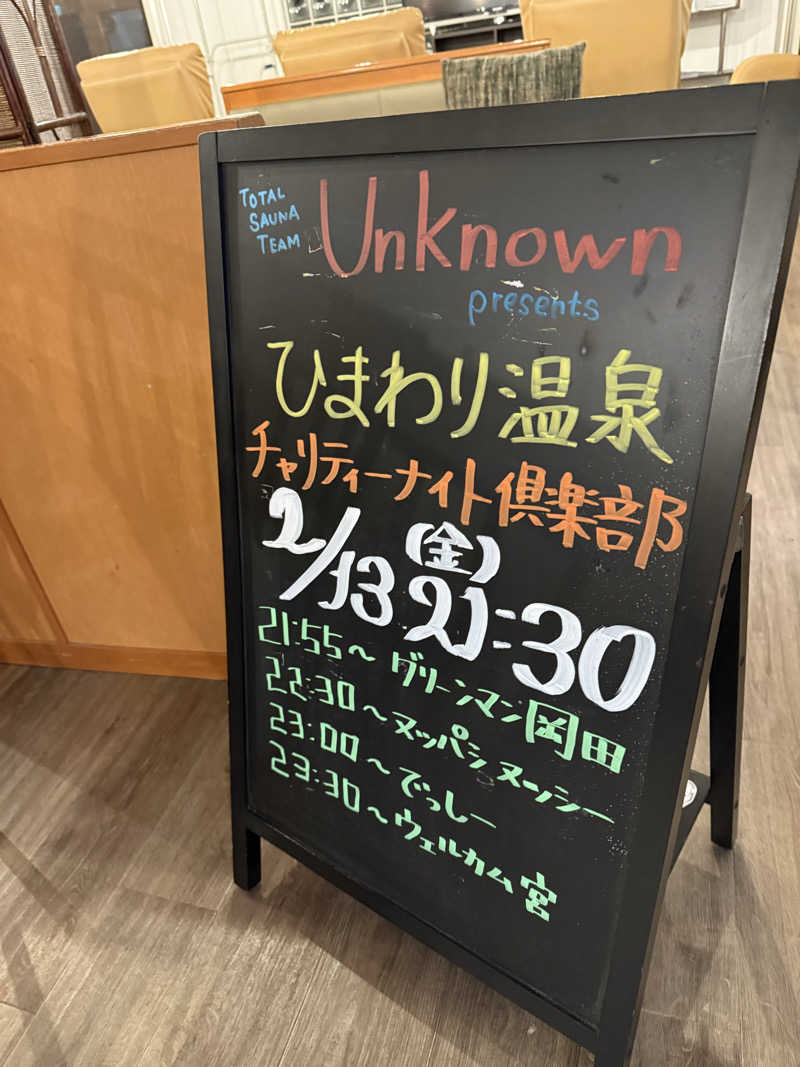 TOTAL
SAUNA
TEAM
Unknown
presents
ひまわり温泉
チャリティーナイト倶楽部
2/13(金)21:30
21:55〜グリーンマン岡田
22:30〜ヌッパシヌンシー
23:00〜でっしー
23:30〜ウェルカム宮